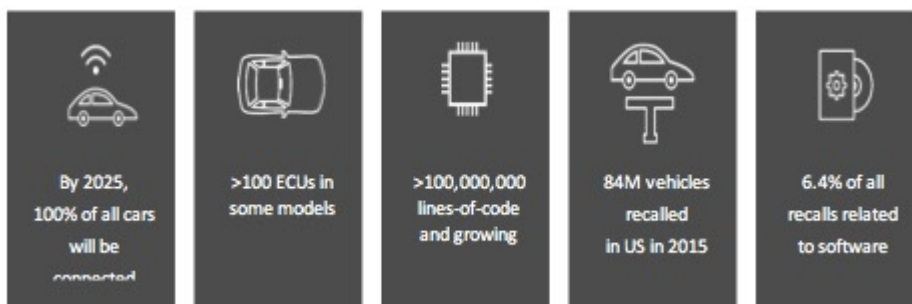 By 2025,
100% of all cars
will be
connected
>100 ECUs in
some models
>100,000,000
lines-of-code
and growing
84M vehicles
recalled
in US in 2015
6.4% of all
recalls related
to software